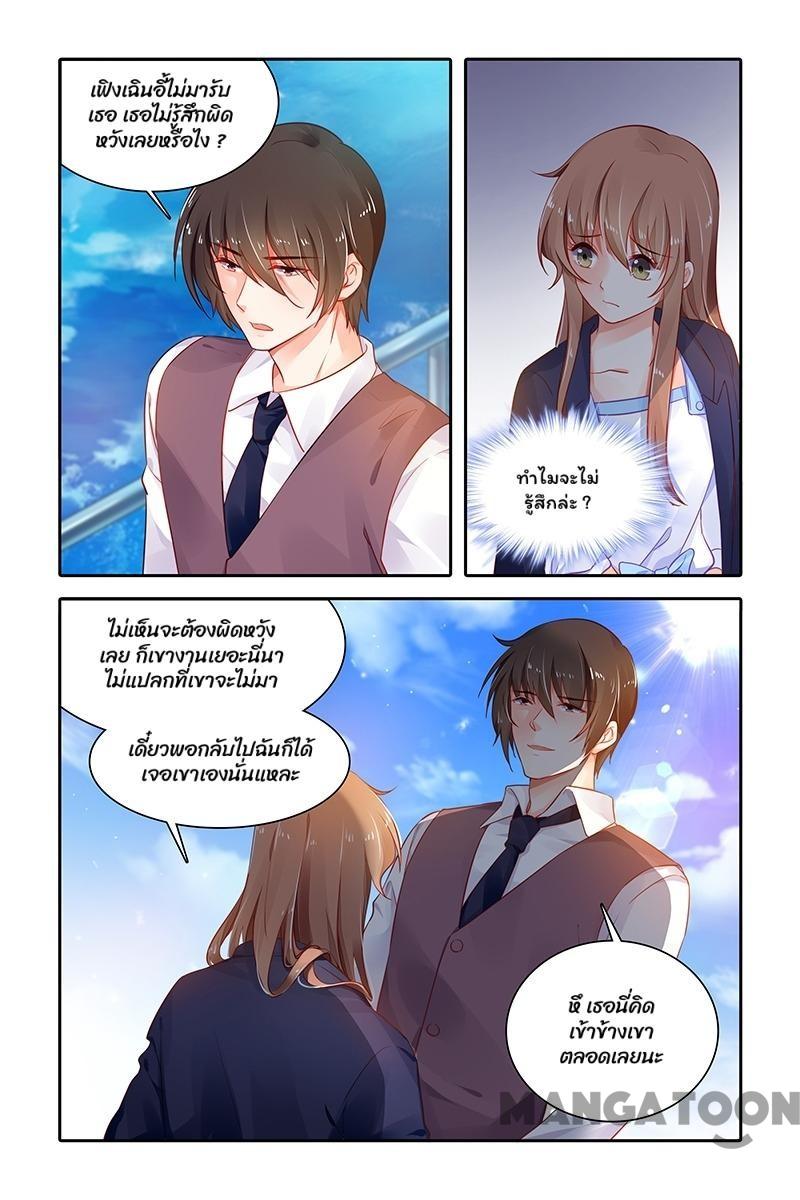 เฟิงเฉินอี้ไม่มารับ
เธอ เธอไม่รู้สึกผิด
หวังเลยหรือไง ?
ทำไมจะไม่
รู้สึกล่ะ ?
ไม่เห็นจะต้องผิดหวัง
เลย ก็เขางานเยอะนี่นา
ไม่แปลกที่เขาจะไม่มา
เดี๋ยวพอกลับไปฉันก็ได้
เจอเขาเองนั่นแหละ
หึ เธอนี่คิด
เข้าข้างเขา
ตลอดเลยนะ
MANGATOON